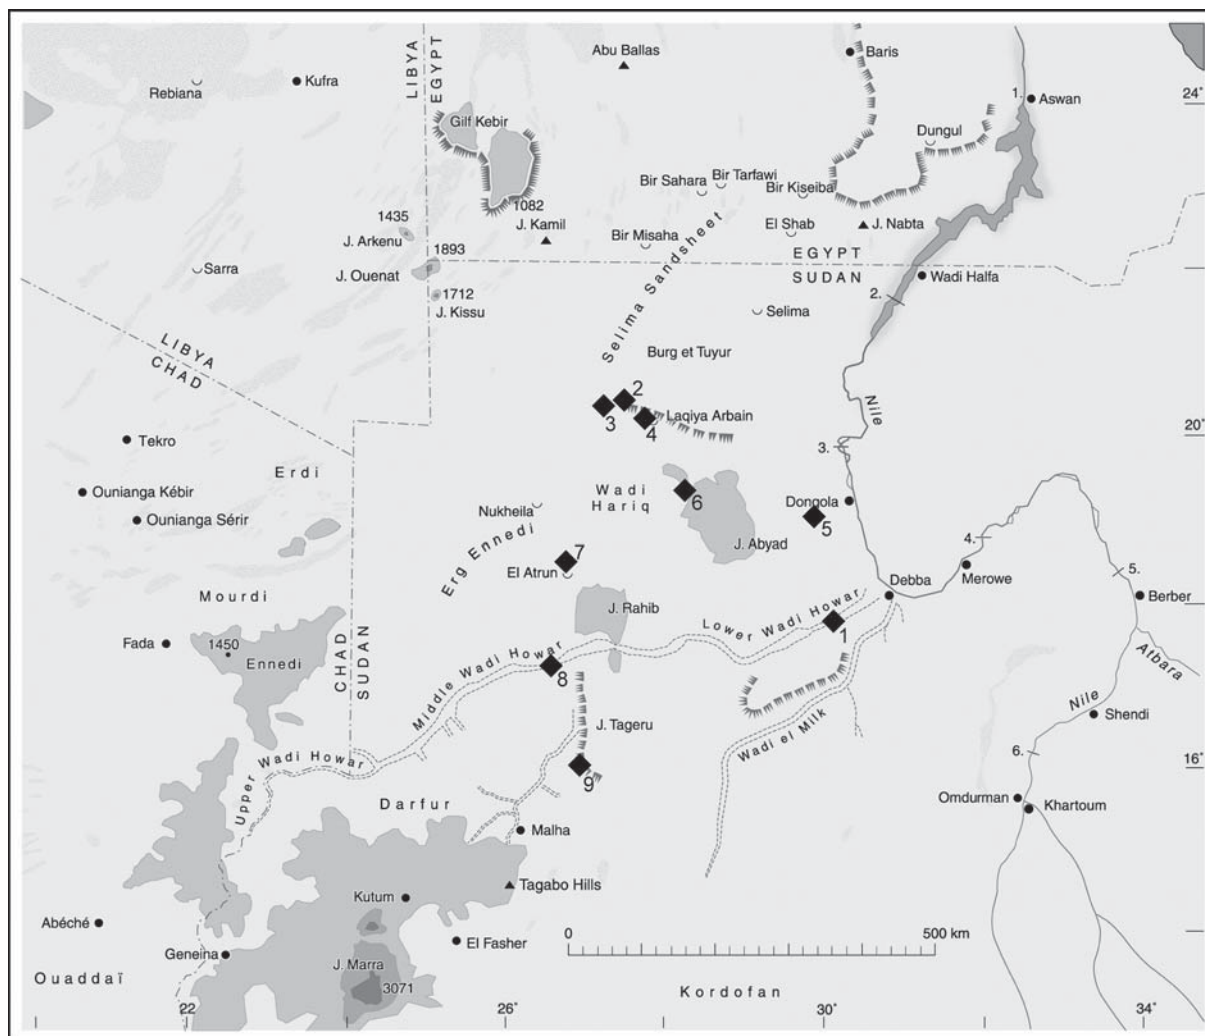 Abu Ballas
Baris
LIBYA
EGYPT
Rebiana
Kufra
1.
Aswan
24°
Gilf Kebir
Dungul
Bir Sahara
Bir Tarfawi
Bir Kiseiba
1082
J. Kamil
1435
J. Arkenu
Bir Misaha
El Shab
J. Nabta
Selima Sandsheet
EGYPT
SUDAN
Sarra
1893
J. Ouenat
Wadi Halfa
1712
J. Kissu
2.
Selima
LIBYA
CHAD
Burg et Tuyur
2
3
4
Laqiya Arbain
Nile
20°
Tekro
3.
Erdi
Ounianga Kébir
Ounianga Sérir
Wadi
Hariq
6
Nukheila
Dongola
5
Erg Ennedi
J. Abyad
4.
7
El Atrun
Merowe
5.
Mourdi
Debba
Berber
J. Rahib
Lower Wadi Howar
1
Fada
1450
Ennedi
CHAD
SUDAN
Middle Wadi Howar
8
Atbara
Nile
Shendi
J. Tageru
Wadi el Milk
Upper Wadi Howar
6.
9
16°
Darfur
Omdurman
Khartoum
Malha
Tagabo Hills
Kutum
Abéché
El Fasher
0
500 km
Geneina
J. Marra
Ouaddaï
3071
Kordofan
22°
26°
30°
34°